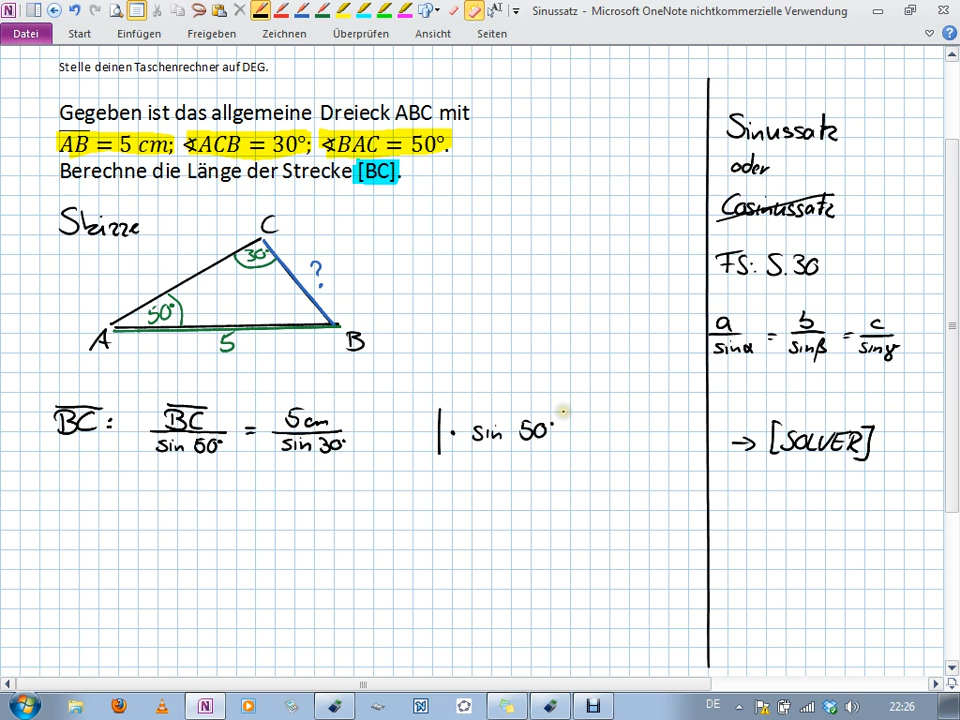 Sinussatz - Microsoft OneNote nichtkommerzielle Verwendung
Datei Start Einfügen Freigeben Zeichnen Überprüfen Ansicht Seiten
Stelle deinen Taschenrechner auf DEG.
Gegeben ist das allgemeine Dreieck ABC mit
A̅B̅ = 5 cm; ∢ACB = 30°; ∢BAC = 50°.
Berechne die Länge der Strecke [BC].
Skizze
C
30°
?
50°
A
5
B
B̅C̅ : B̅C̅ / sin 50° = 5cm / sin 30° | · sin 50°
Sinussatz
oder
Cosinussatz
FS: S.30
a / sinα = b / sinβ = c / sinγ
→ [SOLVER]
DE 22:26